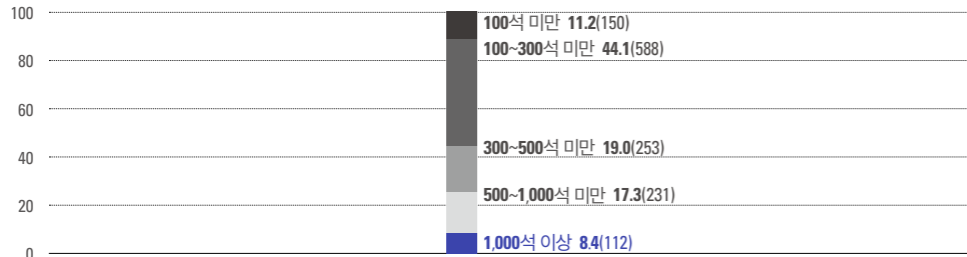 100
100석 미만 11.2(150)
100~300석 미만 44.1(588)
80
60
300~500석 미만 19.0(253)
40
500~1,000석 미만 17.3(231)
20
1,000석 이상 8.4(112)
0